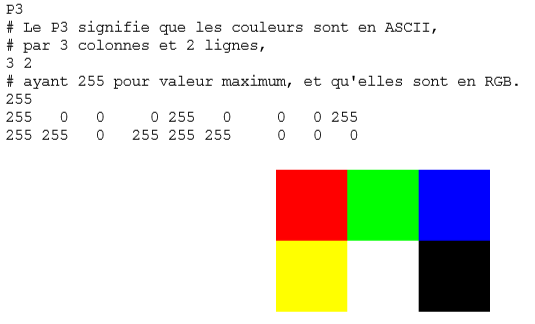 P3
# Le P3 signifie que les couleurs sont en ASCII,
# par 3 colonnes et 2 lignes,
3 2
# ayant 255 pour valeur maximum, et qu'elles sont en RGB.
255
255   0   0     0 255   0     0   0 255
255 255   0   255 255 255     0   0   0